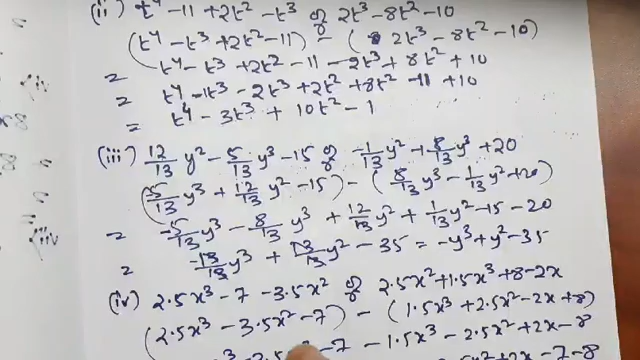 (ii) t⁴ - 11 + 2t² - t³ से 2t³ - 8t² - 10
(t⁴ - t³ + 2t² - 11) - (2t³ - 8t² - 10)
= t⁴ - t³ + 2t² - 11 - 2t³ + 8t² + 10
= t⁴ - t³ - 2t³ + 2t² + 8t² - 11 + 10
= t⁴ - 3t³ + 10t² - 1
(iii) 12/13 y² - 5/13 y³ - 15 से -1/13 y² + 8/13 y³ + 20
(-5/13 y³ + 12/13 y² - 15) - (8/13 y³ - 1/13 y² + 20)
= -5/13 y³ - 8/13 y³ + 12/13 y² + 1/13 y² - 15 - 20
= -13/13 y³ + 13/13 y² - 35 = -y³ + y² - 35
(iv) 2.5x³ - 7 - 3.5x² से 2.5x² + 1.5x³ + 8 - 2x
(2.5x³ - 3.5x² - 7) - (1.5x³ + 2.5x² - 2x + 8)
- 7 - 1.5x³ - 2.5x² + 2x - 8
+ 2x - 7 - 8